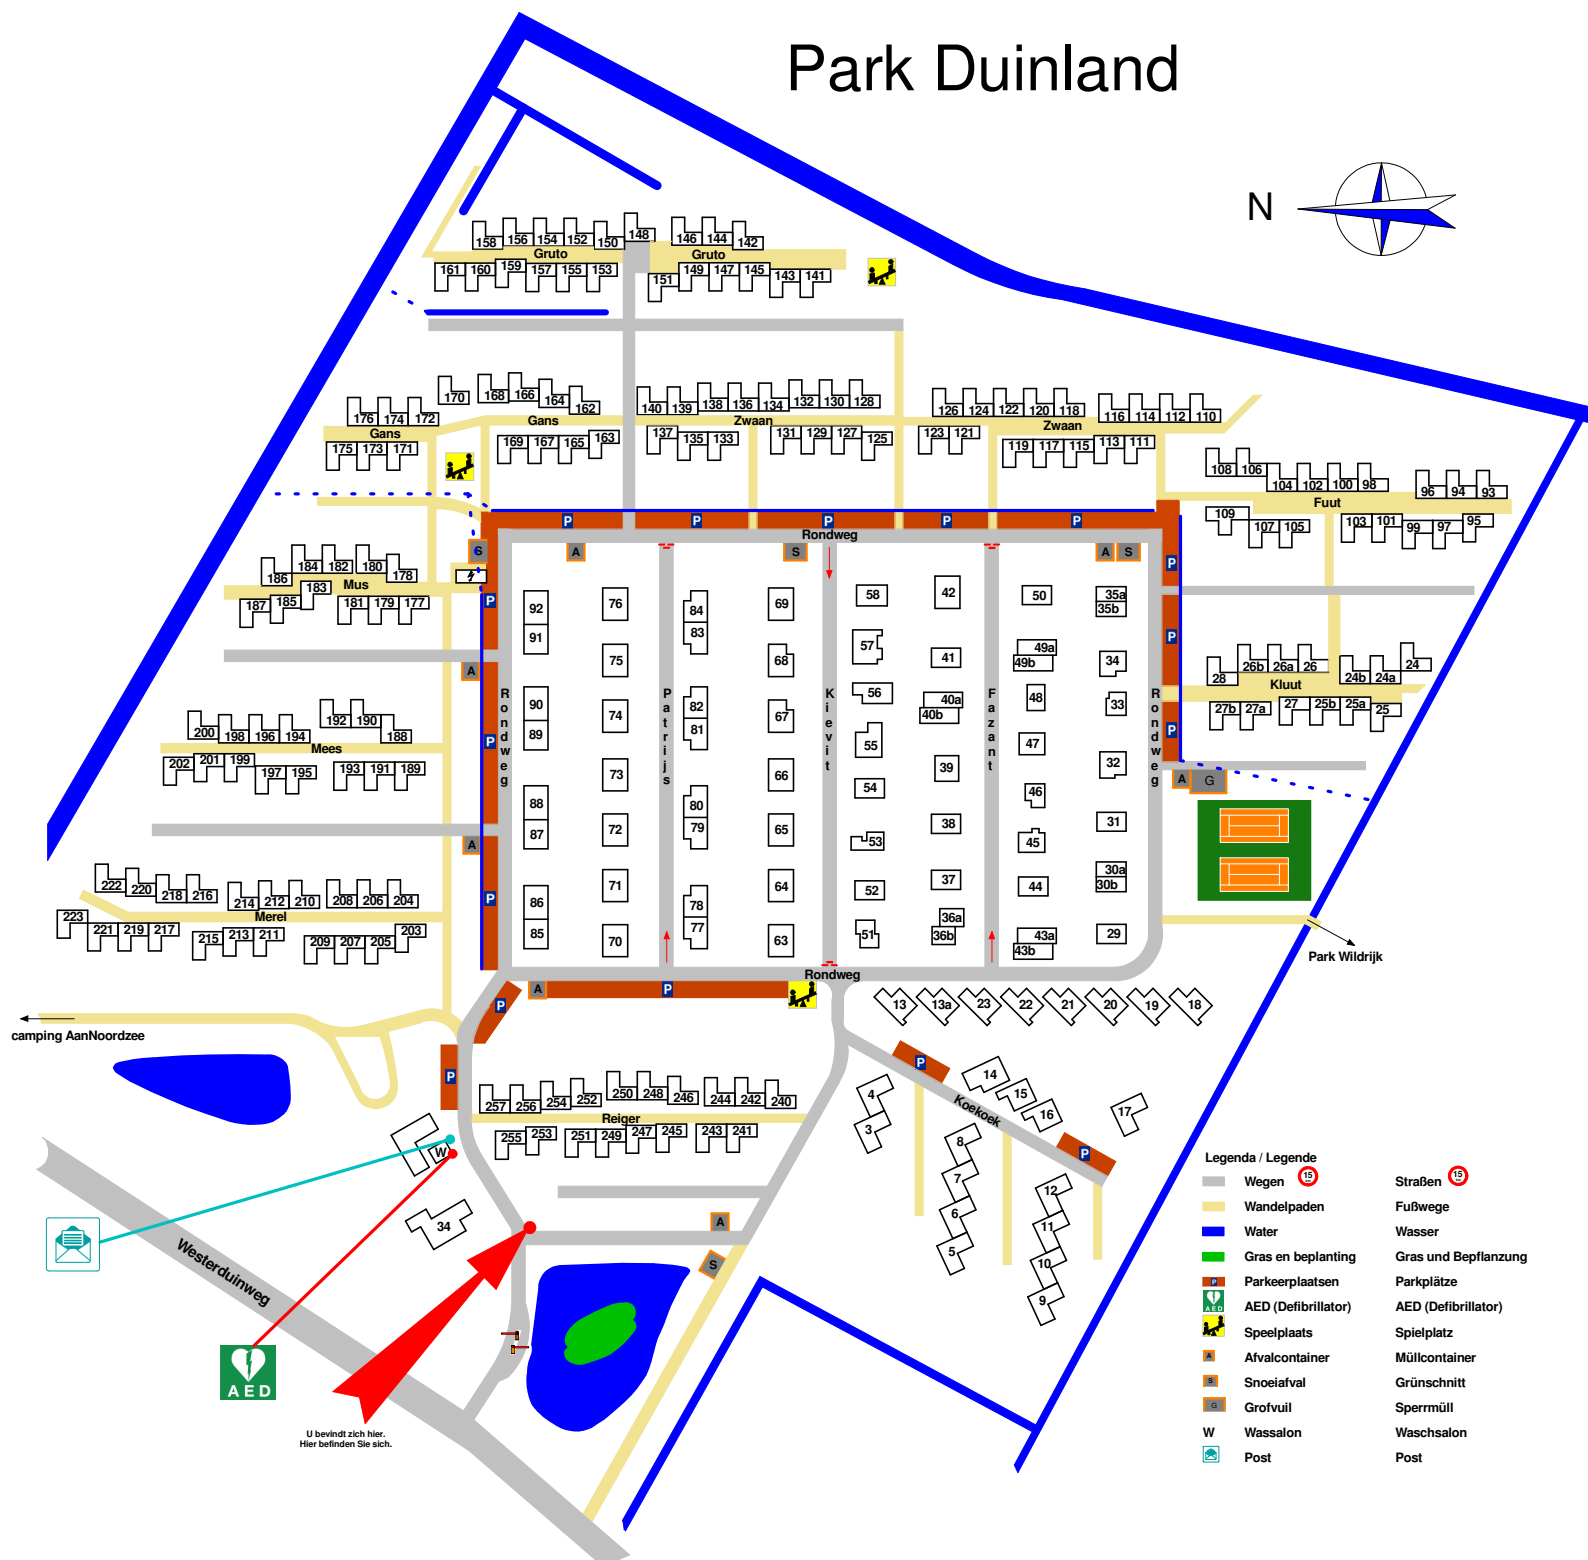 Park Duinland
N
158 156 154 152 150 148 146 144 142
Gruto Gruto
161 160 159 157 155 153 151 149 147 145 143 141
176 174 172 170 168 166 164 162 140 139 138 136 134 132 130 128 126 124 122 120 118 116 114 112 110
Gans Gans Zwaan Zwaan
175 173 171 169 167 165 163 137 135 133 131 129 127 125 123 121 119 117 115 113 111
108 106 104 102 100 98 96 94 93
Fuut
109 107 105 103 101 99 97 95
P P P P P
Rondweg
S A S A S
P
186 184 182 180 178
183
Mus
187 185 181 179 177
P
A
200 198 196 194 192 190 188
Mees
202 201 199 197 195 193 191 189
P
A
222 220 218 216 214 212 210 208 206 204
Merel
223 221 219 217 215 213 211 209 207 205 203
P
Rondweg
92
91
90
89
88
87
86
85
76
75
74
73
72
71
70
Patrijs
84
83
82
81
80
79
78
77
69
68
67
66
65
64
63
Kievit
58
57
56
55
54
53
52
51
42
41
40a
40b
39
38
37
36a
36b
Fazant
50
49a
49b
48
47
46
45
44
43a
43b
35a
35b
34
33
32
31
30a
30b
29
Rondweg
P
P
28 26b 26a 26 24b 24a 24
Kluut
27b 27a 27 25b 25a 25
P
A G
Park Wildrijk
Rondweg
A P
P
camping AanNoordzee
P
13 13a 23 22 21 20 19 18
P
14
15
16
17
Koekoek
P
4
3
8
7
6
5
12
11
10
9
257 256 254 252 250 248 246 244 242 240
Reiger
255 253 251 249 247 245 243 241
W
34
A
S
Westerduinweg
AED
U bevindt zich hier.
Hier befinden Sie sich.
Legenda / Legende
Wegen 15 Straßen 15
Wandelpaden Fußwege
Water Wasser
Gras en beplanting Gras und Bepflanzung
P Parkeerplaatsen Parkplätze
AED AED (Defibrillator) AED (Defibrillator)
Speelplaats Spielplatz
A Afvalcontainer Müllcontainer
S Snoeiafval Grünschnitt
G Grofvuil Sperrmüll
W Wassalon Waschsalon
Post Post